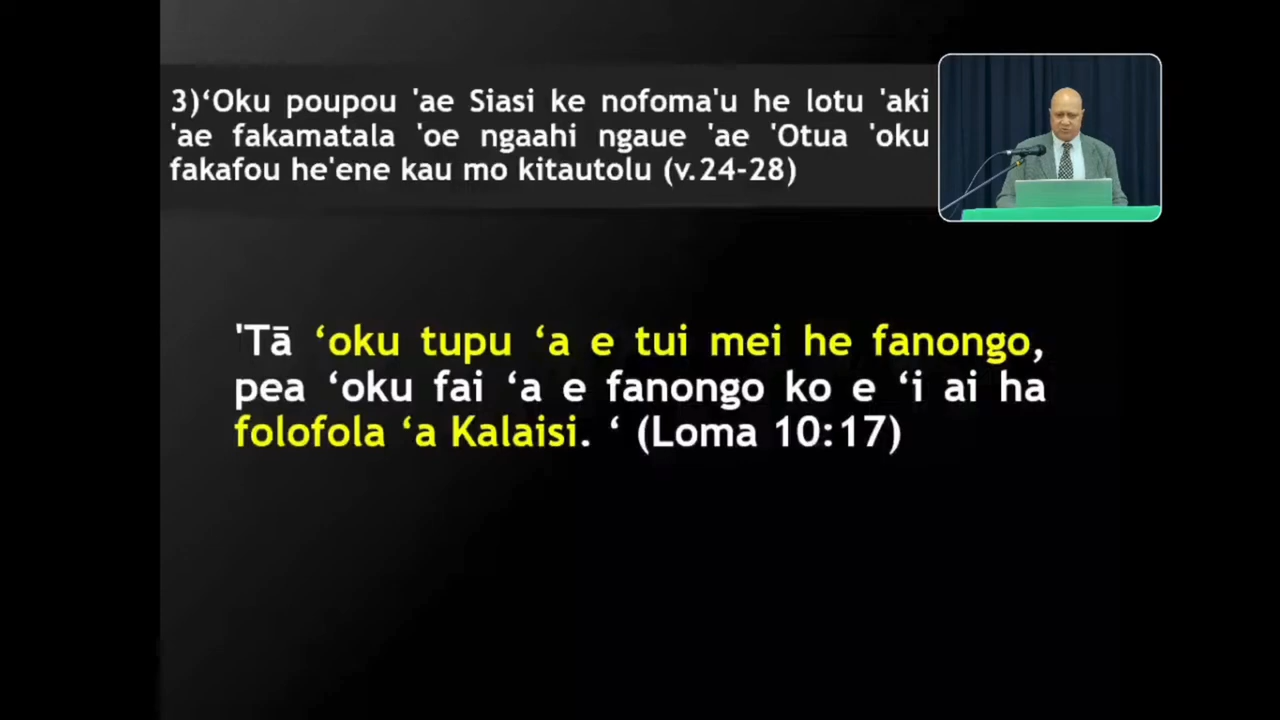 3)‘Oku poupou 'ae Siasi ke nofoma'u he lotu 'aki
'ae fakamatala 'oe ngaahi ngaue 'ae 'Otua 'oku
fakafou he'ene kau mo kitautolu (v.24-28)
'Tā ‘oku tupu ‘a e tui mei he fanongo,
pea ‘oku fai ‘a e fanongo ko e ‘i ai ha
folofola ‘a Kalaisi. ‘ (Loma 10:17)